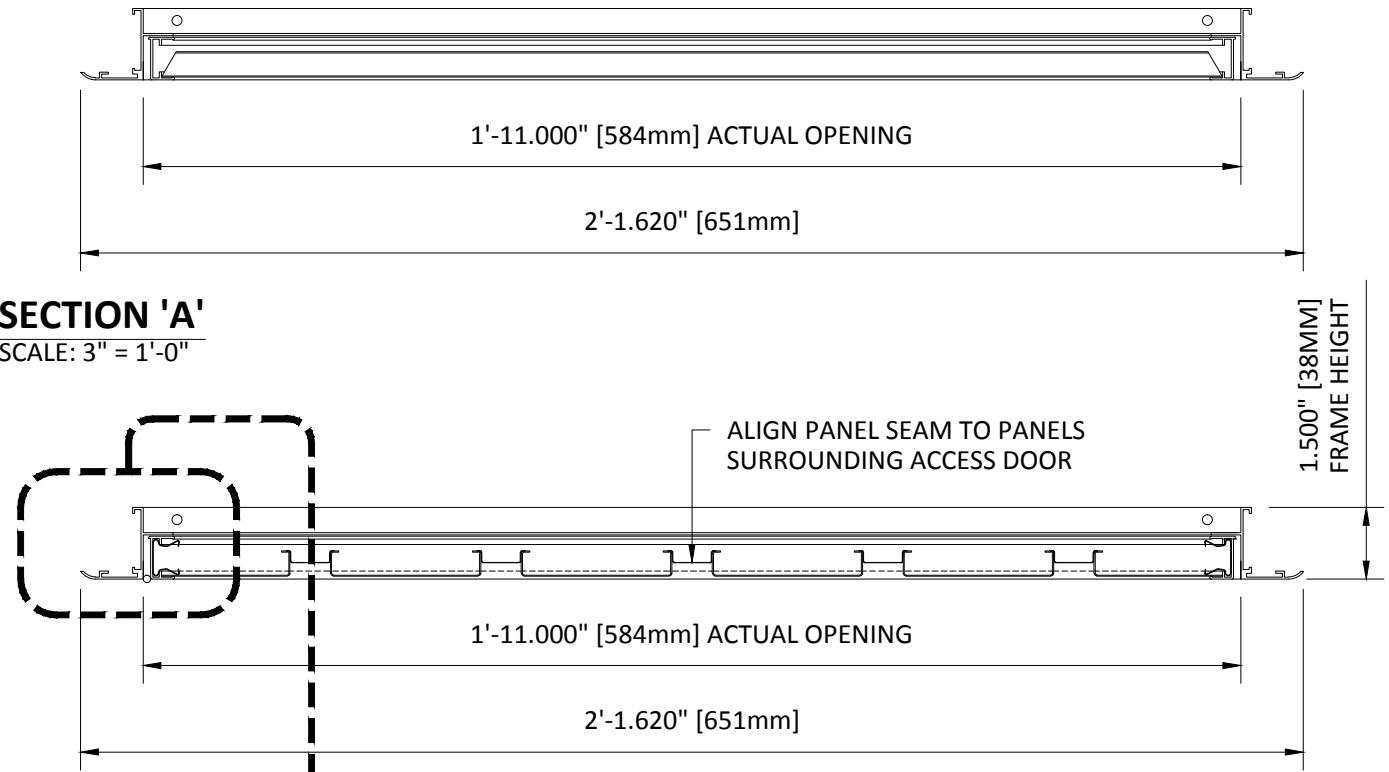 1'-11.000" [584mm] ACTUAL OPENING
2'-1.620" [651mm]
SECTION 'A'
SCALE: 3" = 1'-0"
1.500" [38MM]
FRAME HEIGHT
ALIGN PANEL SEAM TO PANELS
SURROUNDING ACCESS DOOR
1'-11.000" [584mm] ACTUAL OPENING
2'-1.620" [651mm]